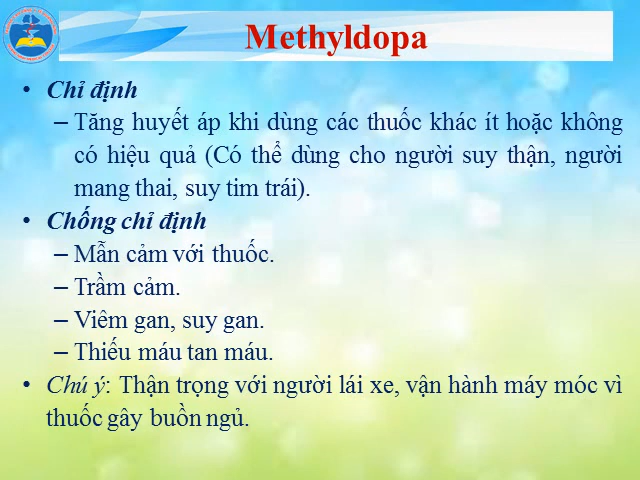 Methyldopa
• Chỉ định
– Tăng huyết áp khi dùng các thuốc khác ít hoặc không
có hiệu quả (Có thể dùng cho người suy thận, người
mang thai, suy tim trái).
• Chống chỉ định
– Mẫn cảm với thuốc.
– Trầm cảm.
– Viêm gan, suy gan.
– Thiếu máu tan máu.
• Chú ý: Thận trọng với người lái xe, vận hành máy móc vì
thuốc gây buồn ngủ.